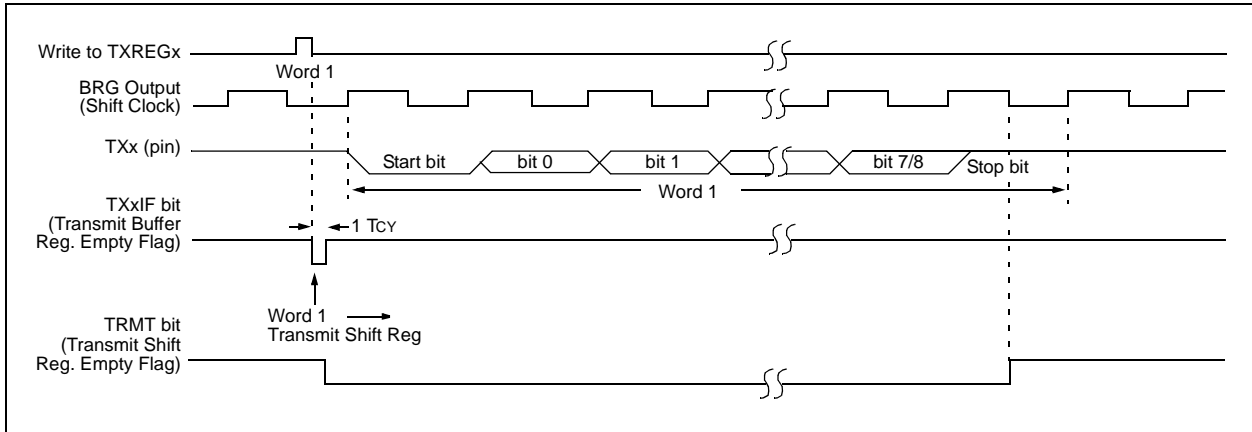 Write to TXREGx
Word 1
BRG Output
(Shift Clock)
TXx (pin)
Start bit
bit 0
bit 1
bit 7/8
Stop bit
Word 1
TXxIF bit
(Transmit Buffer
Reg. Empty Flag)
1 TCY
Word 1
Transmit Shift Reg
TRMT bit
(Transmit Shift
Reg. Empty Flag)